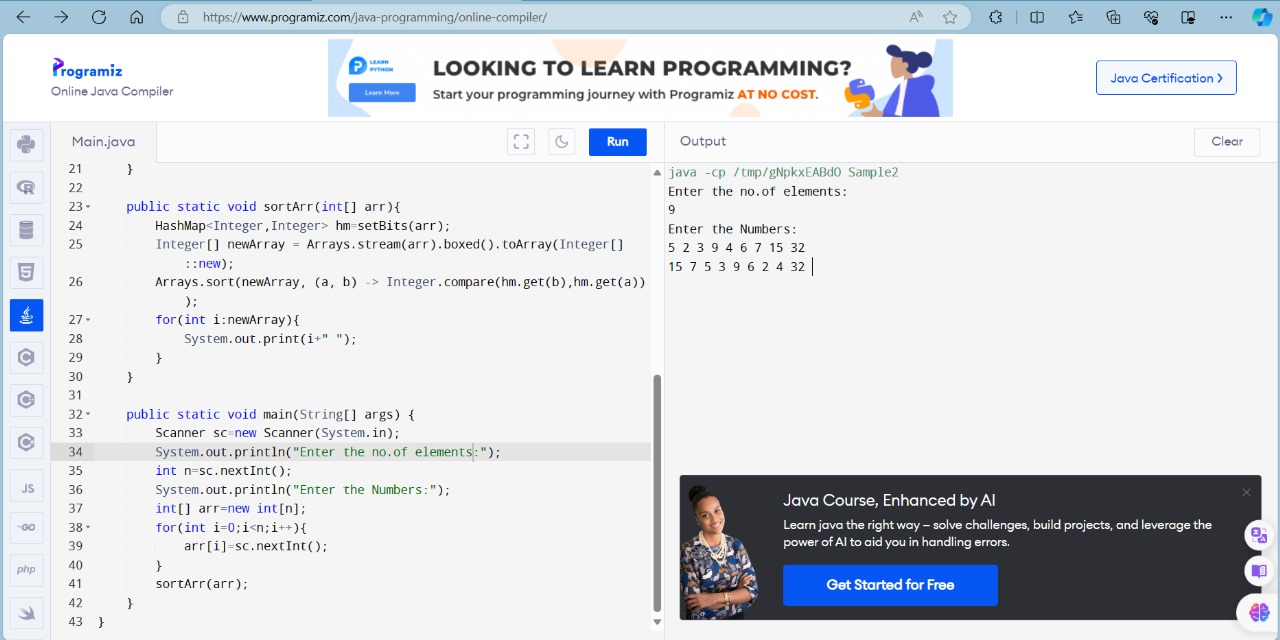 https://www.programiz.com/java-programming/online-compiler/
Programiz
Online Java Compiler
LEARN
PYTHON
Learn More
LOOKING TO LEARN PROGRAMMING?
Start your programming journey with Programiz AT NO COST.
Java Certification >
Main.java
Run
Output
Clear
21 }
22
23 public static void sortArr(int[] arr){
24 HashMap<Integer,Integer> hm=setBits(arr);
25 Integer[] newArray = Arrays.stream(arr).boxed().toArray(Integer[]
::new);
26 Arrays.sort(newArray, (a, b) -> Integer.compare(hm.get(b),hm.get(a))
);
27 for(int i:newArray){
28 System.out.print(i+" ");
29 }
30 }
31
32 public static void main(String[] args) {
33 Scanner sc=new Scanner(System.in);
34 System.out.println("Enter the no.of elements:");
35 int n=sc.nextInt();
36 System.out.println("Enter the Numbers:");
37 int[] arr=new int[n];
38 for(int i=0;i<n;i++){
39 arr[i]=sc.nextInt();
40 }
41 sortArr(arr);
42 }
43 }
java -cp /tmp/gNpkxEABdO Sample2
Enter the no.of elements:
9
Enter the Numbers:
5 2 3 9 4 6 7 15 32
15 7 5 3 9 6 2 4 32
JS
GO
php
Java Course, Enhanced by AI
Learn java the right way – solve challenges, build projects, and leverage the
power of AI to aid you in handling errors.
Get Started for Free